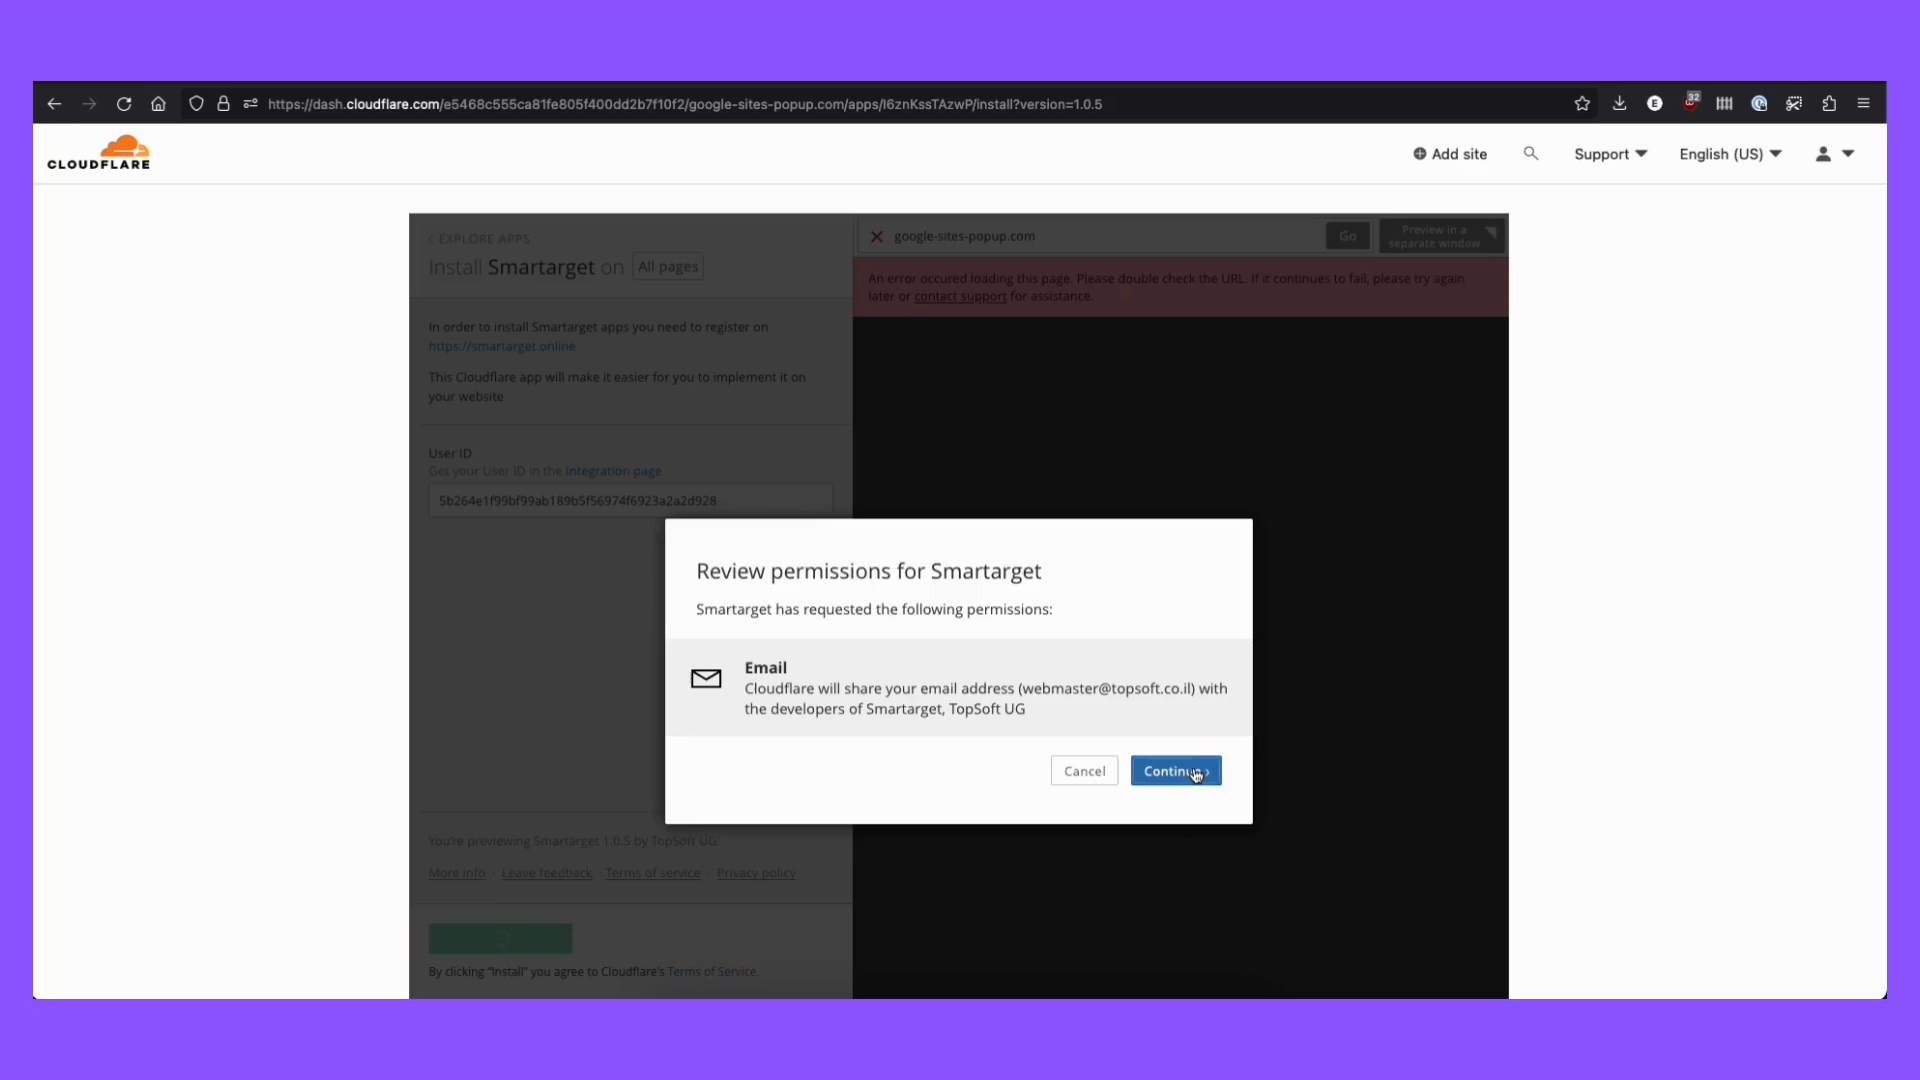 https://dash.cloudflare.com/e5468c555ca81fe805f400dd2b7f10f2/google-sites-popup.com/apps/l6znKssTAzwP/install?version=1.0.5
E
32
CLOUDFLARE
Add site
Support
English (US)
< EXPLORE APPS
Install Smartarget on All pages
google-sites-popup.com
Go
Preview in a
separate window
An error occured loading this page. Please double check the URL. If it continues to fail, please try again
later or contact support for assistance.
In order to install Smartarget apps you need to register on
https://smartarget.online
This Cloudflare app will make it easier for you to implement it on
your website
User ID
Get your User ID in the Integration page
5b264e1f99bf99ab189b5f56974f6923a2a2d928
Review permissions for Smartarget
Smartarget has requested the following permissions:
Email
Cloudflare will share your email address (webmaster@topsoft.co.il) with
the developers of Smartarget, TopSoft UG
Cancel
Continue ›
You're previewing Smartarget 1.0.5 by TopSoft UG.
More info · Leave feedback · Terms of service · Privacy policy
By clicking "Install" you agree to Cloudflare's Terms of Service.